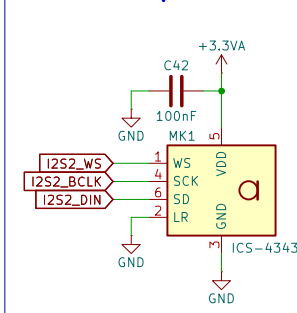 +3.3VA
C42
100nF
GND
MK1
5
VDD
I2S2_WS 1 WS
I2S2_BCLK 4 SCK
I2S2_DIN 6 SD
2 LR
a
GND
3
ICS-4343
GND
GND